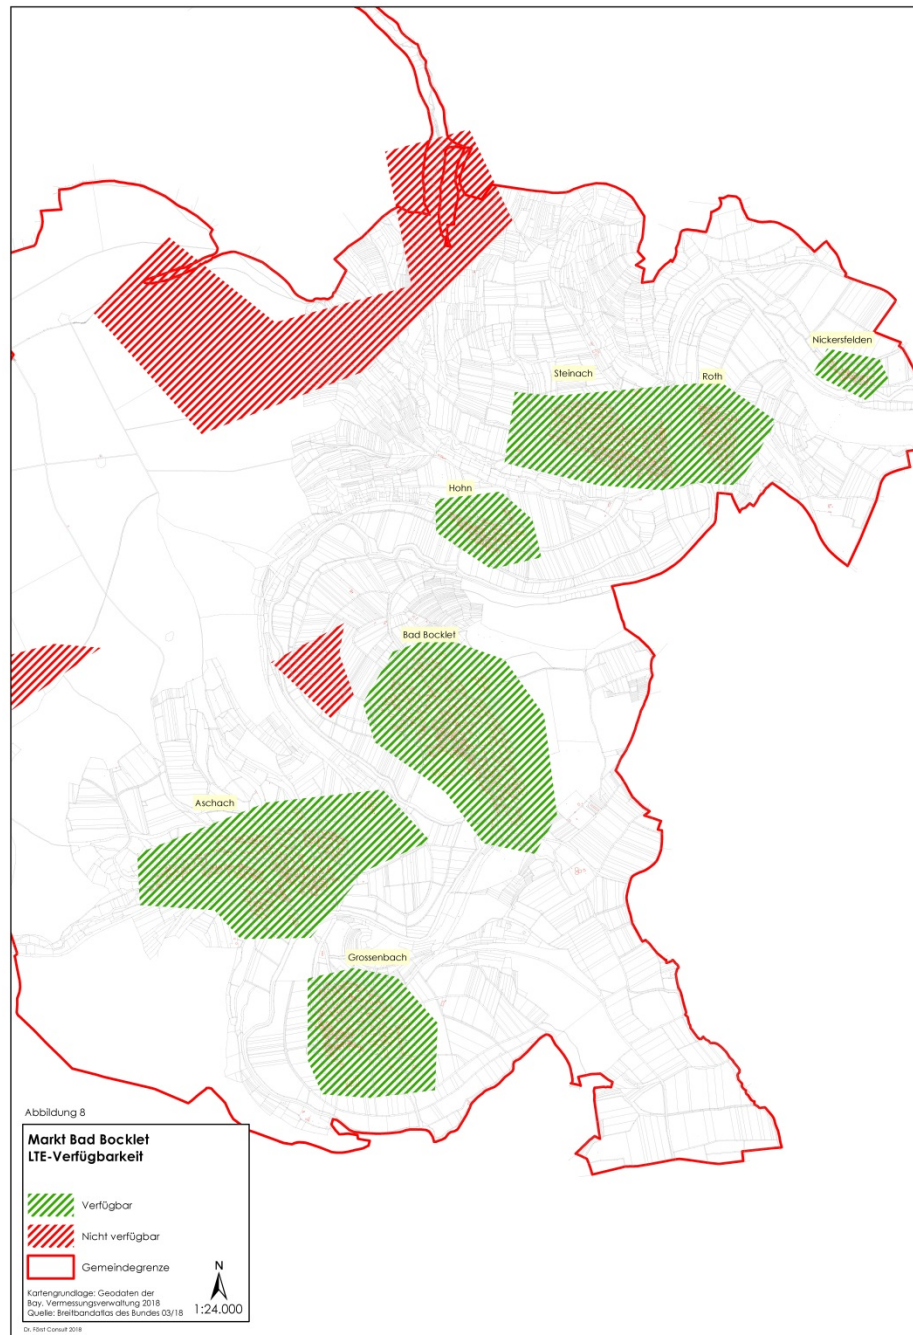 Nickersfelden
Steinach
Roth
Hohn
Bad Bocklet
Aschach
Grossenbach
Abbildung 8
Markt Bad Bocklet
LTE-Verfügbarkeit
Verfügbar
Nicht verfügbar
Gemeindegrenze
N
1:24.000
Kartengrundlage: Geodaten der
Bay. Vermessungsverwaltung 2018
Quelle: Breitbandatlas des Bundes 03/18
Dr. Först Consult 2018